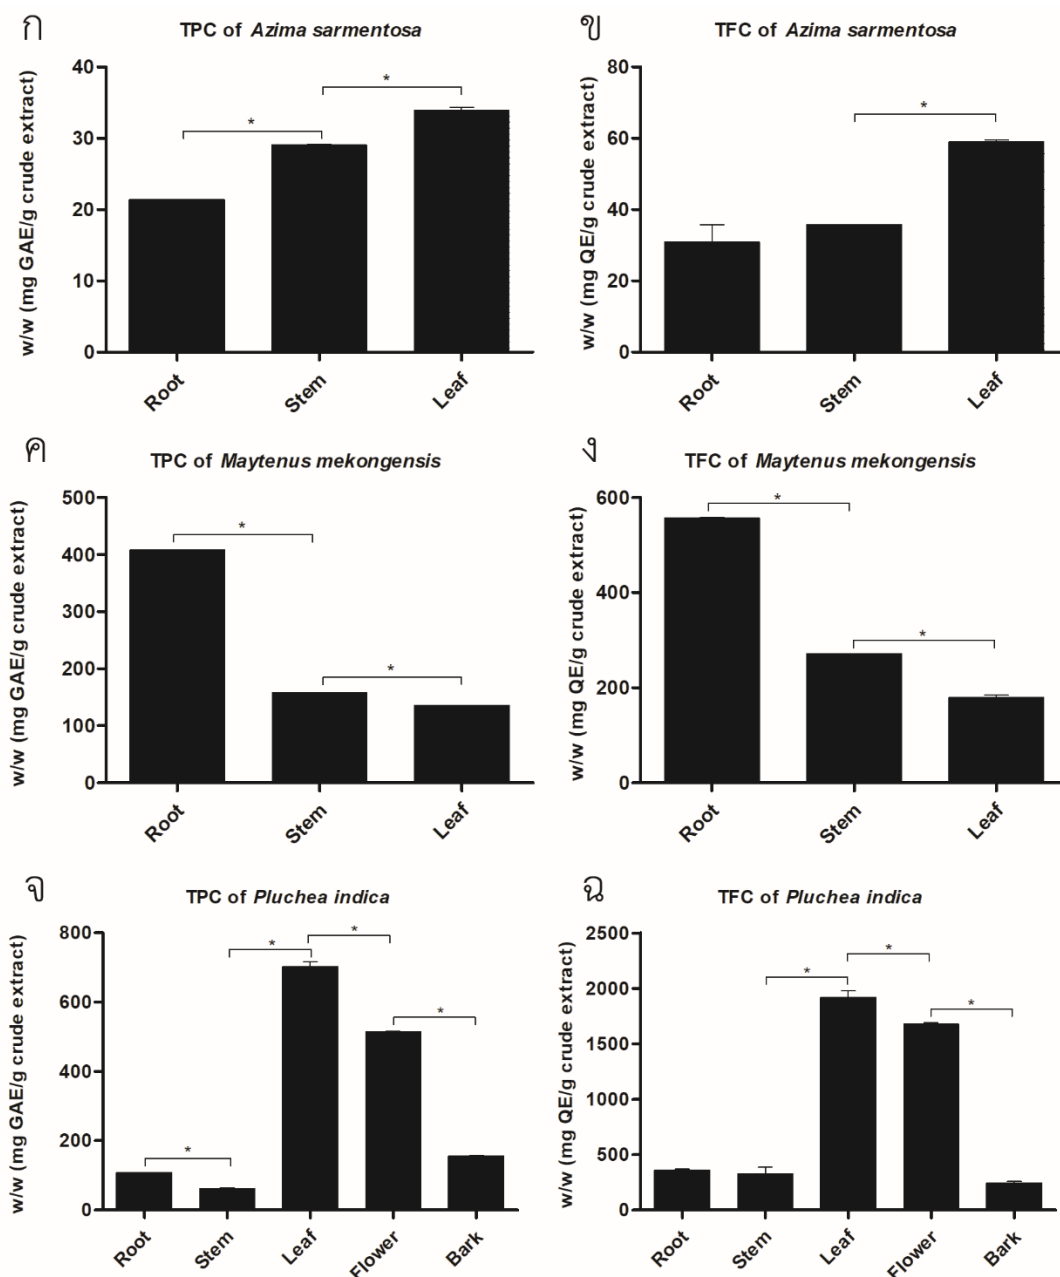 ก
TPC of Azima sarmentosa
w/w (mg GAE/g crude extract)
40
30
20
10
0
*
*
Root
Stem
Leaf
ข
TFC of Azima sarmentosa
w/w (mg QE/g crude extract)
80
60
40
20
0
*
Root
Stem
Leaf
ค
TPC of Maytenus mekongensis
w/w (mg GAE/g crude extract)
500
400
300
200
100
0
*
*
Root
Stem
Leaf
ง
TFC of Maytenus mekongensis
w/w (mg QE/g crude extract)
600
400
200
0
*
*
Root
Stem
Leaf
จ
TPC of Pluchea indica
w/w (mg GAE/g crude extract)
800
600
400
200
0
*
*
*
*
Root
Stem
Leaf
Flower
Bark
ฉ
TFC of Pluchea indica
w/w (mg QE/g crude extract)
2500
2000
1500
1000
500
0
*
*
*
Root
Stem
Leaf
Flower
Bark